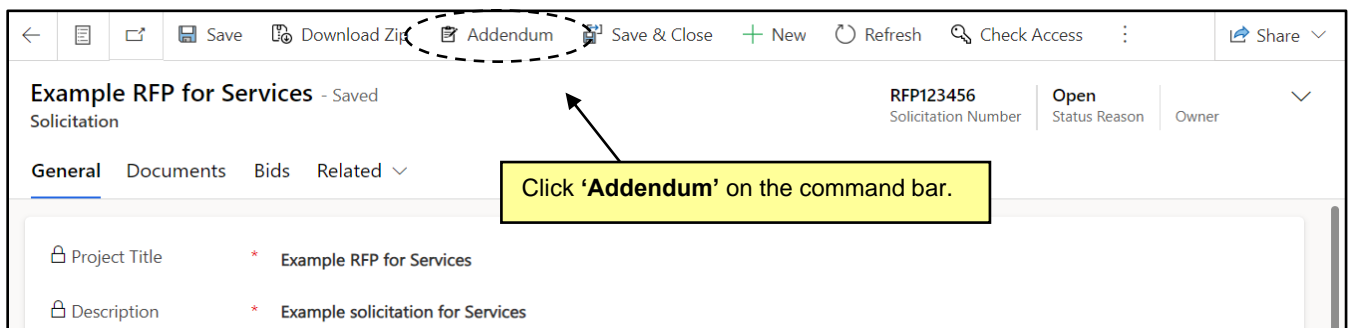 Save Download Zip Addendum Save & Close New Refresh Check Access Share
Example RFP for Services - Saved
Solicitation
RFP123456
Solicitation Number
Open
Status Reason
Owner
General Documents Bids Related
Click ‘Addendum’ on the command bar.
Project Title * Example RFP for Services
Description * Example solicitation for Services